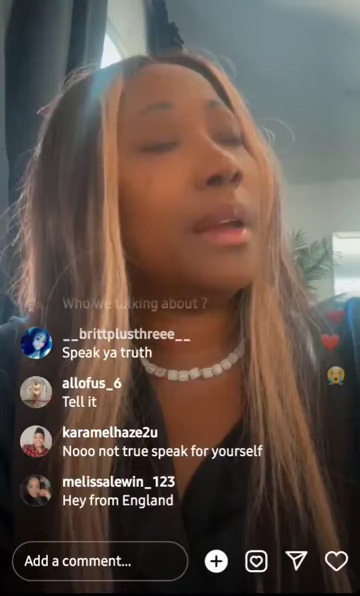 Who we talking about ?
__brittplusthreee__
Speak ya truth
allofus_6
Tell it
karamelhaze2u
Nooo not true speak for yourself
melissalewin_123
Hey from England
Add a comment...